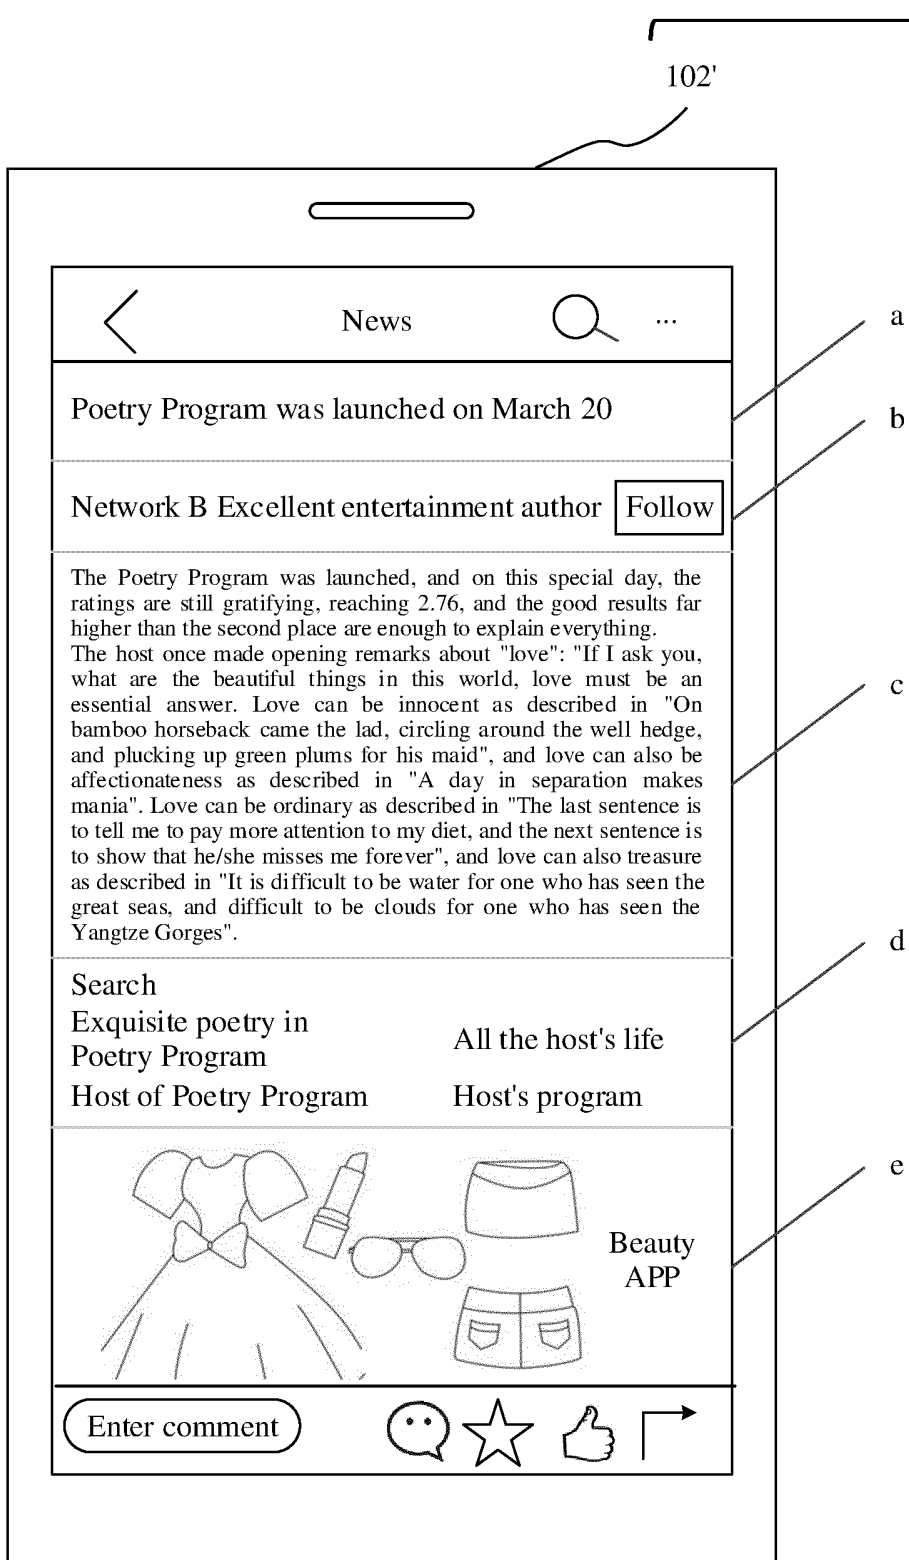 102'
News
...
a
Poetry Program was launched on March 20
b
Network B Excellent entertainment author Follow
The Poetry Program was launched, and on this special day, the
ratings are still gratifying, reaching 2.76, and the good results far
higher than the second place are enough to explain everything.
The host once made opening remarks about "love": "If I ask you,
what are the beautiful things in this world, love must be an
essential answer. Love can be innocent as described in "On
bamboo horseback came the lad, circling around the well hedge,
and plucking up green plums for his maid", and love can also be
affectionateness as described in "A day in separation makes
mania". Love can be ordinary as described in "The last sentence is
to tell me to pay more attention to my diet, and the next sentence is
to show that he/she misses me forever", and love can also treasure
as described in "It is difficult to be water for one who has seen the
great seas, and difficult to be clouds for one who has seen the
Yangtze Gorges".
c
d
Search
Exquisite poetry in
Poetry Program
All the host's life
Host of Poetry Program
Host's program
e
Beauty
APP
Enter comment